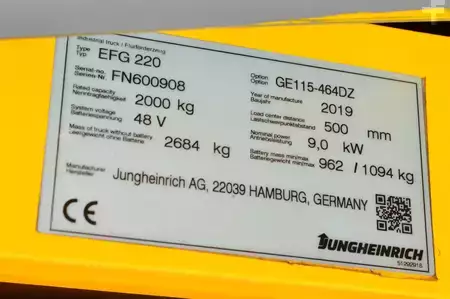 JUNGHEINRICH
Industrial truck / Flurförderzeug
Type
Typ
EFG 220
Serial-no.
Serien-Nr.
FN600908
Option
Option
GE115-464DZ
Rated capacity
Nenntragfähigkeit
2000 kg
Year of manufacture
Baujahr
2019
System voltage
Batteriespannung
48 V
Load center distance
Lastschwerpunktabstand
500 mm
Mass of truck without battery
Leergewicht ohne Batterie
2684 kg
Nominal power
Antrieb
9,0 kW
Battery mass min/max
Batteriegewicht min/max
962 / 1094 kg
Manufacturer
Hersteller
Jungheinrich AG, 22039 HAMBURG, GERMANY
CE
JUNGHEINRICH